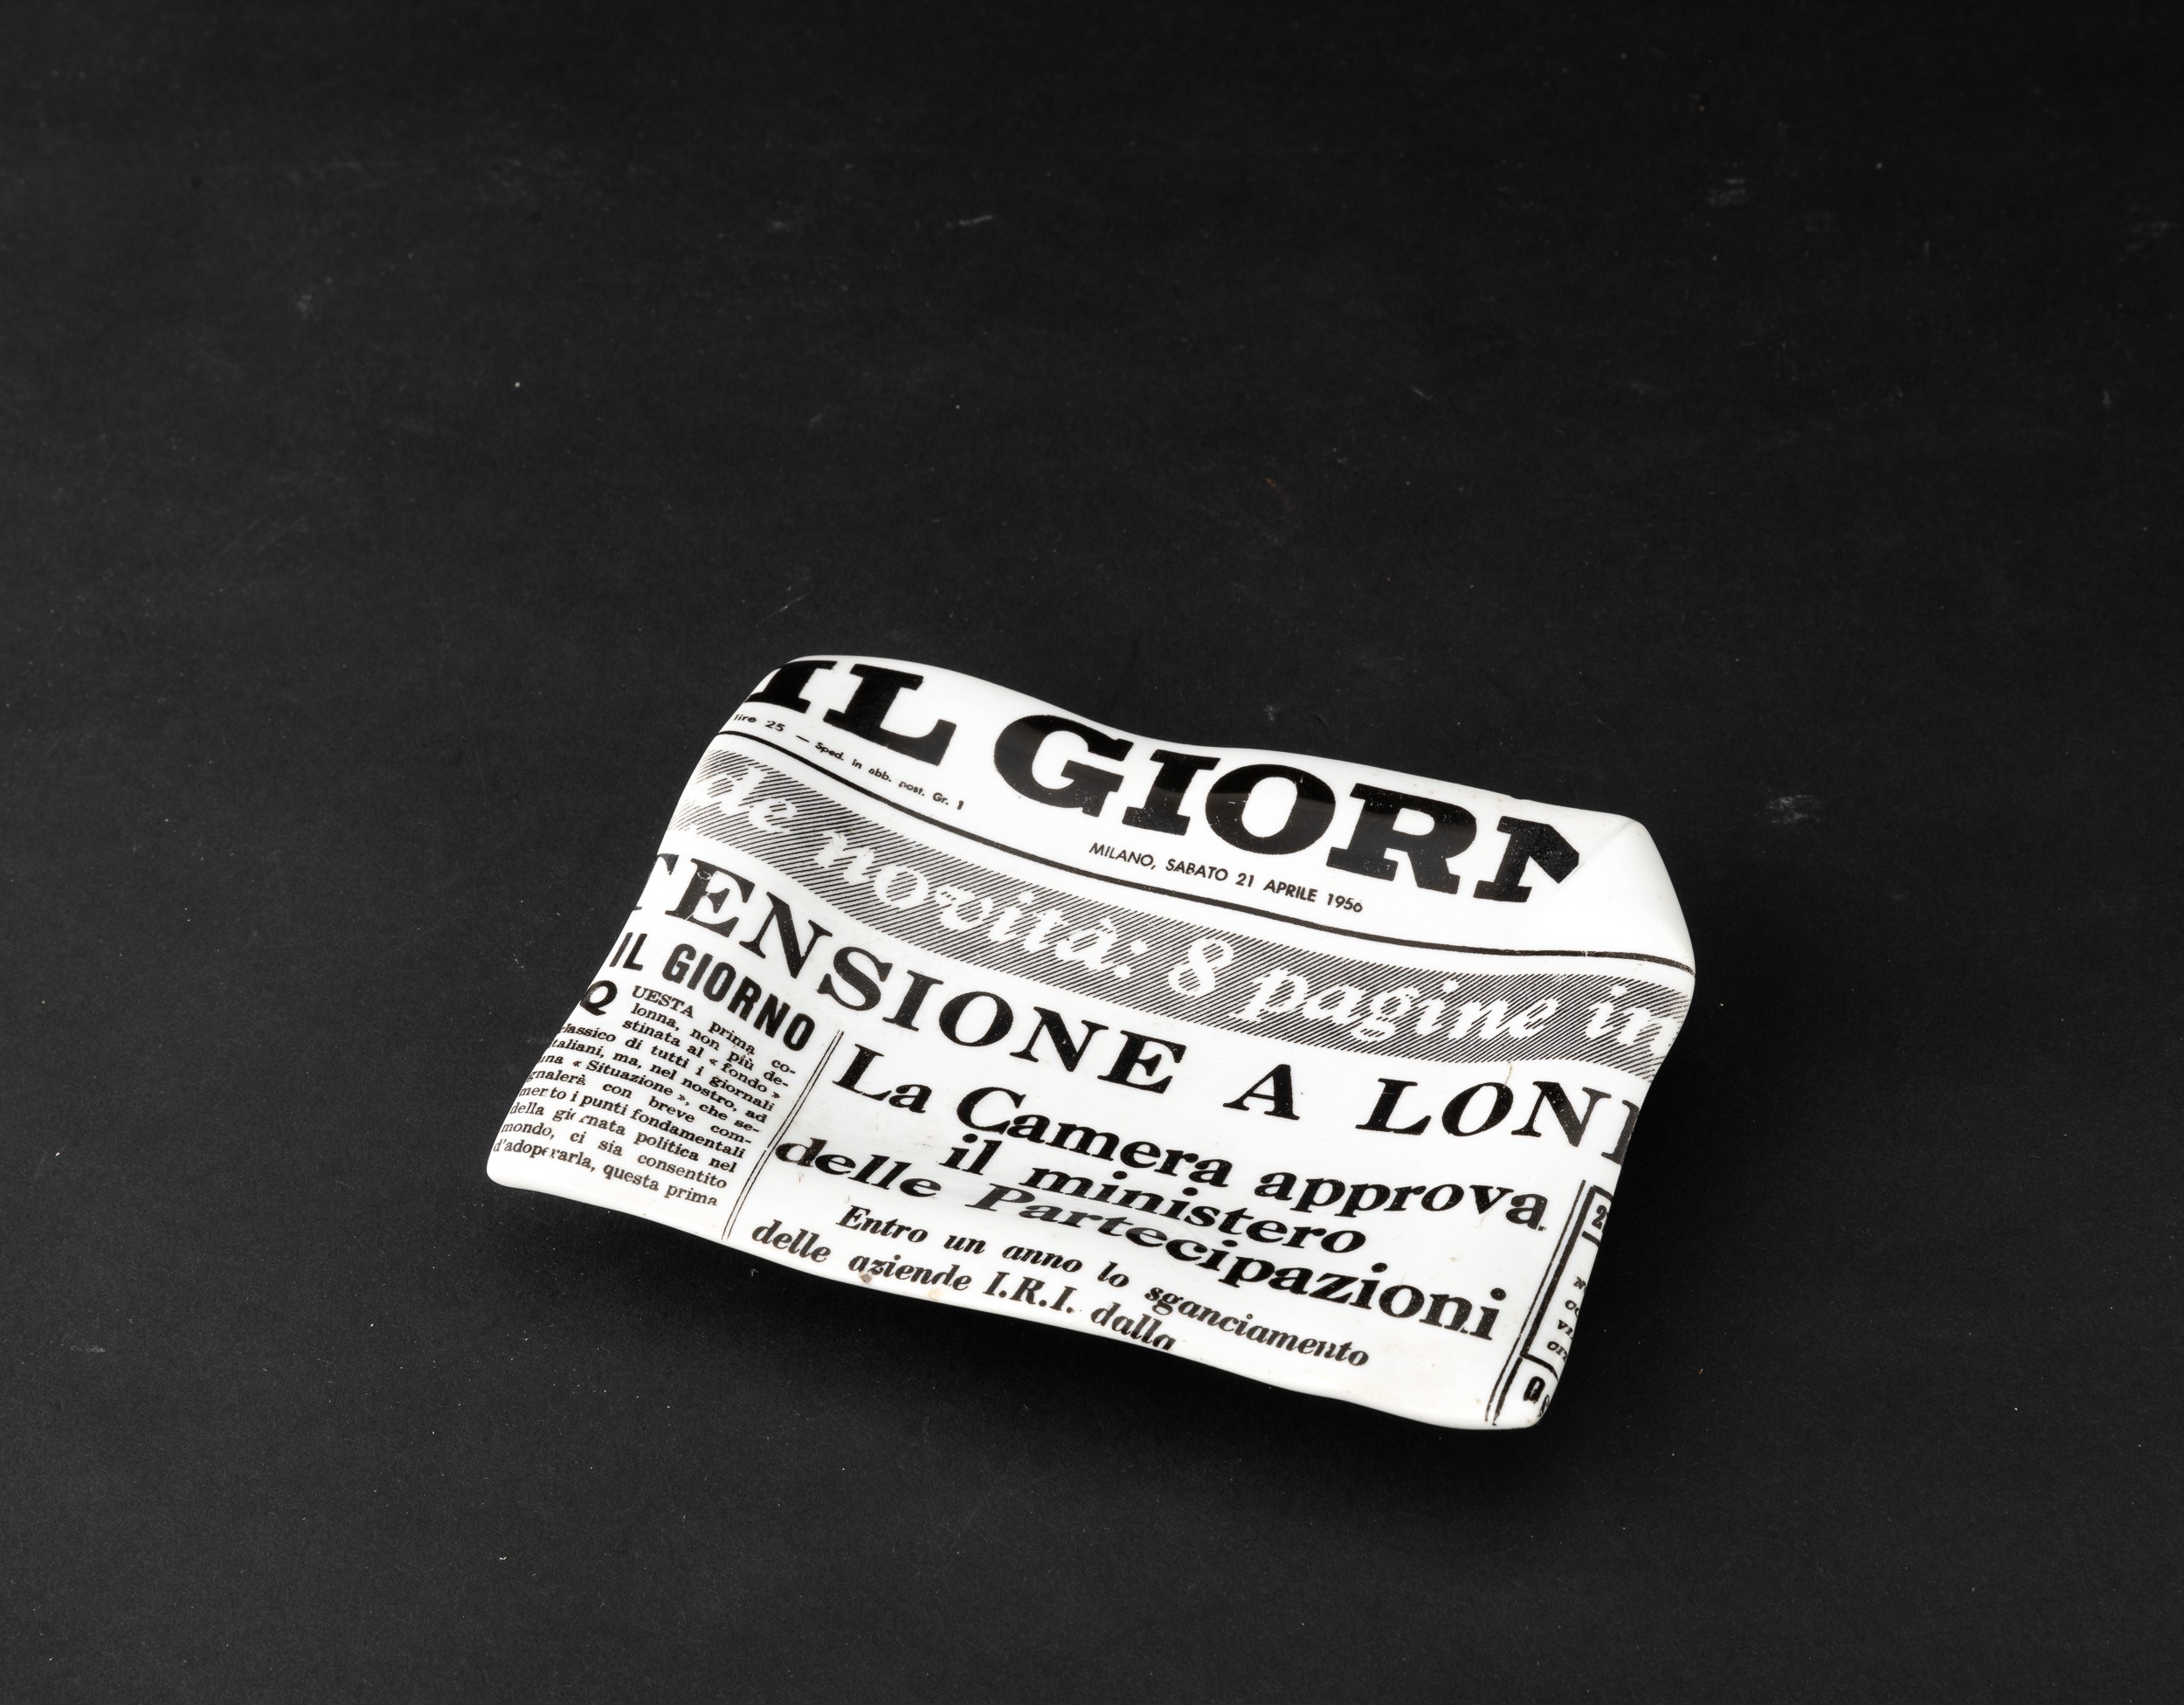 IL GIORN
lire 25 — Sped. in abb. post. Gr. 1
MILANO, SABATO 21 APRILE 1956
de novità: 8 pagine in
TENSIONE A LON
IL GIORNO
QUESTA prima co-
lonna, non più de-
stinata al « fondo »
classico di tutti i giornali
italiani, ma, nel nostro, ad
una « Situazione », che se-
gnalerà con breve com-
mento i punti fondamentali
della giornata politica nel
mondo, ci sia consentito
d'adoperarla, questa prima
La Camera approva
il ministero
delle Partecipazioni
Entro un anno lo sganciamento
delle aziende I.R.I. dalla
2